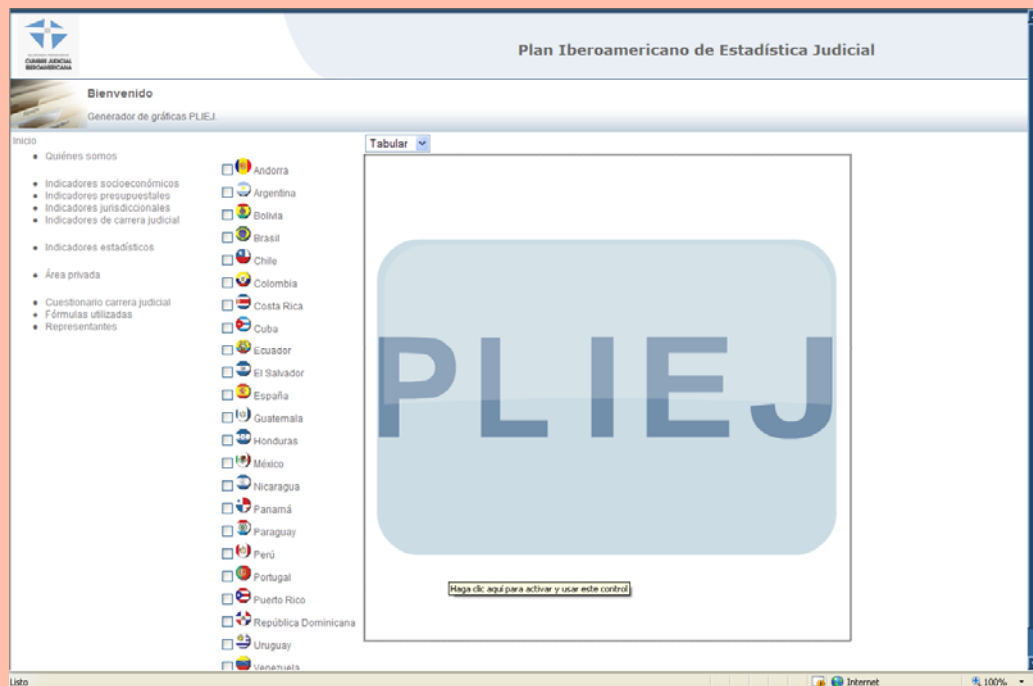 CUMBRE JUDICIAL
IBEROAMERICANA
Plan Iberoamericano de Estadística Judicial
Bienvenido
Generador de gráficas PLIEJ.
Inicio
Quiénes somos
Indicadores socioeconómicos
Indicadores presupuestales
Indicadores jurisdiccionales
Indicadores de carrera judicial
Indicadores estadísticos
Área privada
Cuestionario carrera judicial
Fórmulas utilizadas
Representantes
Tabular
Andorra
Argentina
Bolivia
Brasil
Chile
Colombia
Costa Rica
Cuba
Ecuador
El Salvador
España
Guatemala
Honduras
México
Nicaragua
Panamá
Paraguay
Perú
Portugal
Puerto Rico
República Dominicana
Uruguay
Venezuela
PLIEJ
Haga clic aquí para activar y usar este control
Listo
Internet
100%